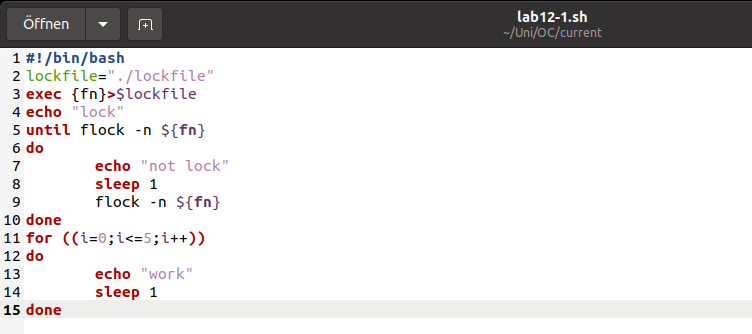 Öffnen
lab12-1.sh
~/Uni/OC/current
1 #!/bin/bash
2 lockfile="./lockfile"
3 exec {fn}>$lockfile
4 echo "lock"
5 until flock -n ${fn}
6 do
7         echo "not lock"
8         sleep 1
9         flock -n ${fn}
10 done
11 for ((i=0;i<=5;i++))
12 do
13         echo "work"
14         sleep 1
15 done